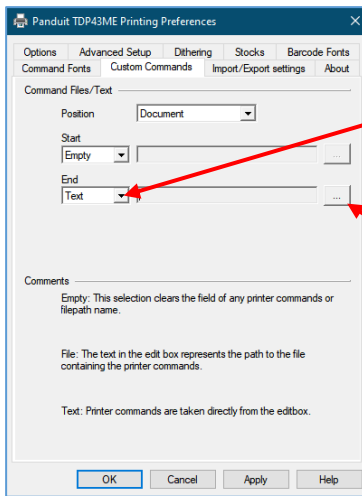 Panduit TDP43ME Printing Preferences
Options Advanced Setup Dithering Stocks Barcode Fonts
Command Fonts Custom Commands Import/Export settings About
Command Files/Text
Position Document
Start
Empty ...
End
Text ...
Comments
Empty: This selection clears the field of any printer commands or
filepath name.
File: The text in the edit box represents the path to the file
containing the printer commands.
Text: Printer commands are taken directly from the editbox.
OK Cancel Apply Help